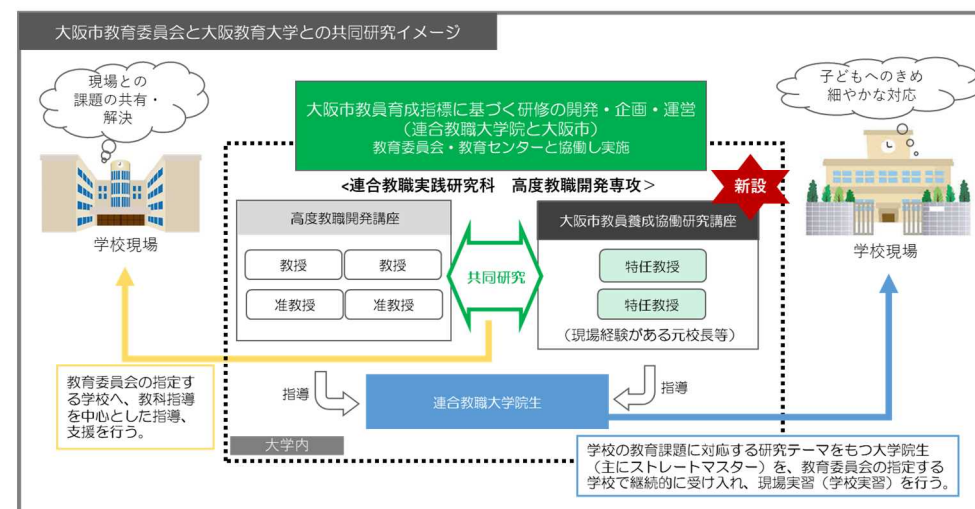 大阪市教育委員会と大阪教育大学との共同研究イメージ
現場との
課題の共有・
解決
学校現場
子どもへのきめ
細やかな対応
学校現場
大阪市教員育成指標に基づく研修の開発・企画・運営
(連合教職大学院と大阪市)
教育委員会・教育センターと協働し実施
<連合教職実践研究科 高度教職開発専攻>
新設
高度教職開発講座
教授 教授
准教授 准教授
共同研究
大阪市教員養成協働研究講座
特任教授
特任教授
(現場経験がある元校長等)
教育委員会の指定す
る学校へ、教科指導
を中心とした指導、
支援を行う。
指導
連合教職大学院生
指導
大学内
学校の教育課題に対応する研究テーマをもつ大学院生
(主にストレートマスター)を、教育委員会の指定する
学校で継続的に受け入れ、現場実習(学校実習)を行う。